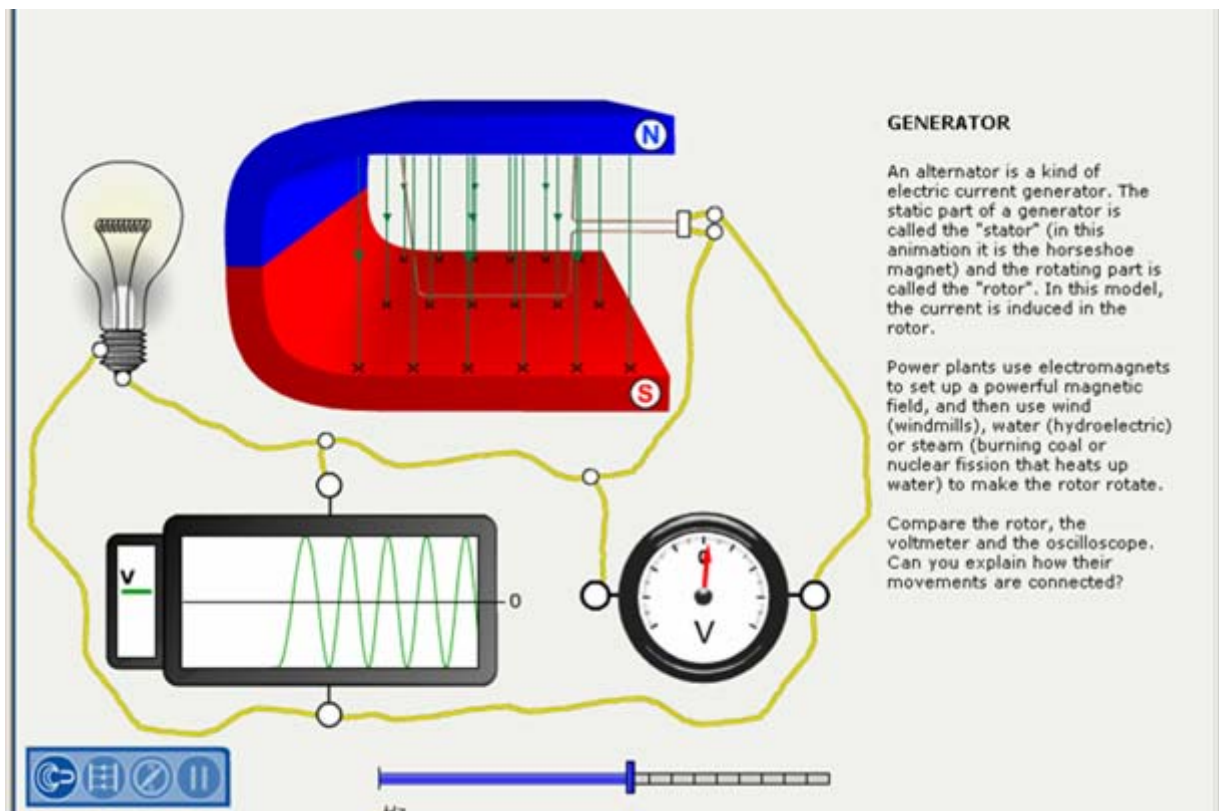 N
GENERATOR
An alternator is a kind of
electric current generator. The
static part of a generator is
called the "stator" (in this
animation it is the horseshoe
magnet) and the rotating part is
called the "rotor". In this model,
the current is induced in the
rotor.
Power plants use electromagnets
to set up a powerful magnetic
field, and then use wind
(windmills), water (hydroelectric)
or steam (burning coal or
nuclear fission that heats up
water) to make the rotor rotate.
Compare the rotor, the
voltmeter and the oscilloscope.
Can you explain how their
movements are connected?
S
V
0
0
V
Hz